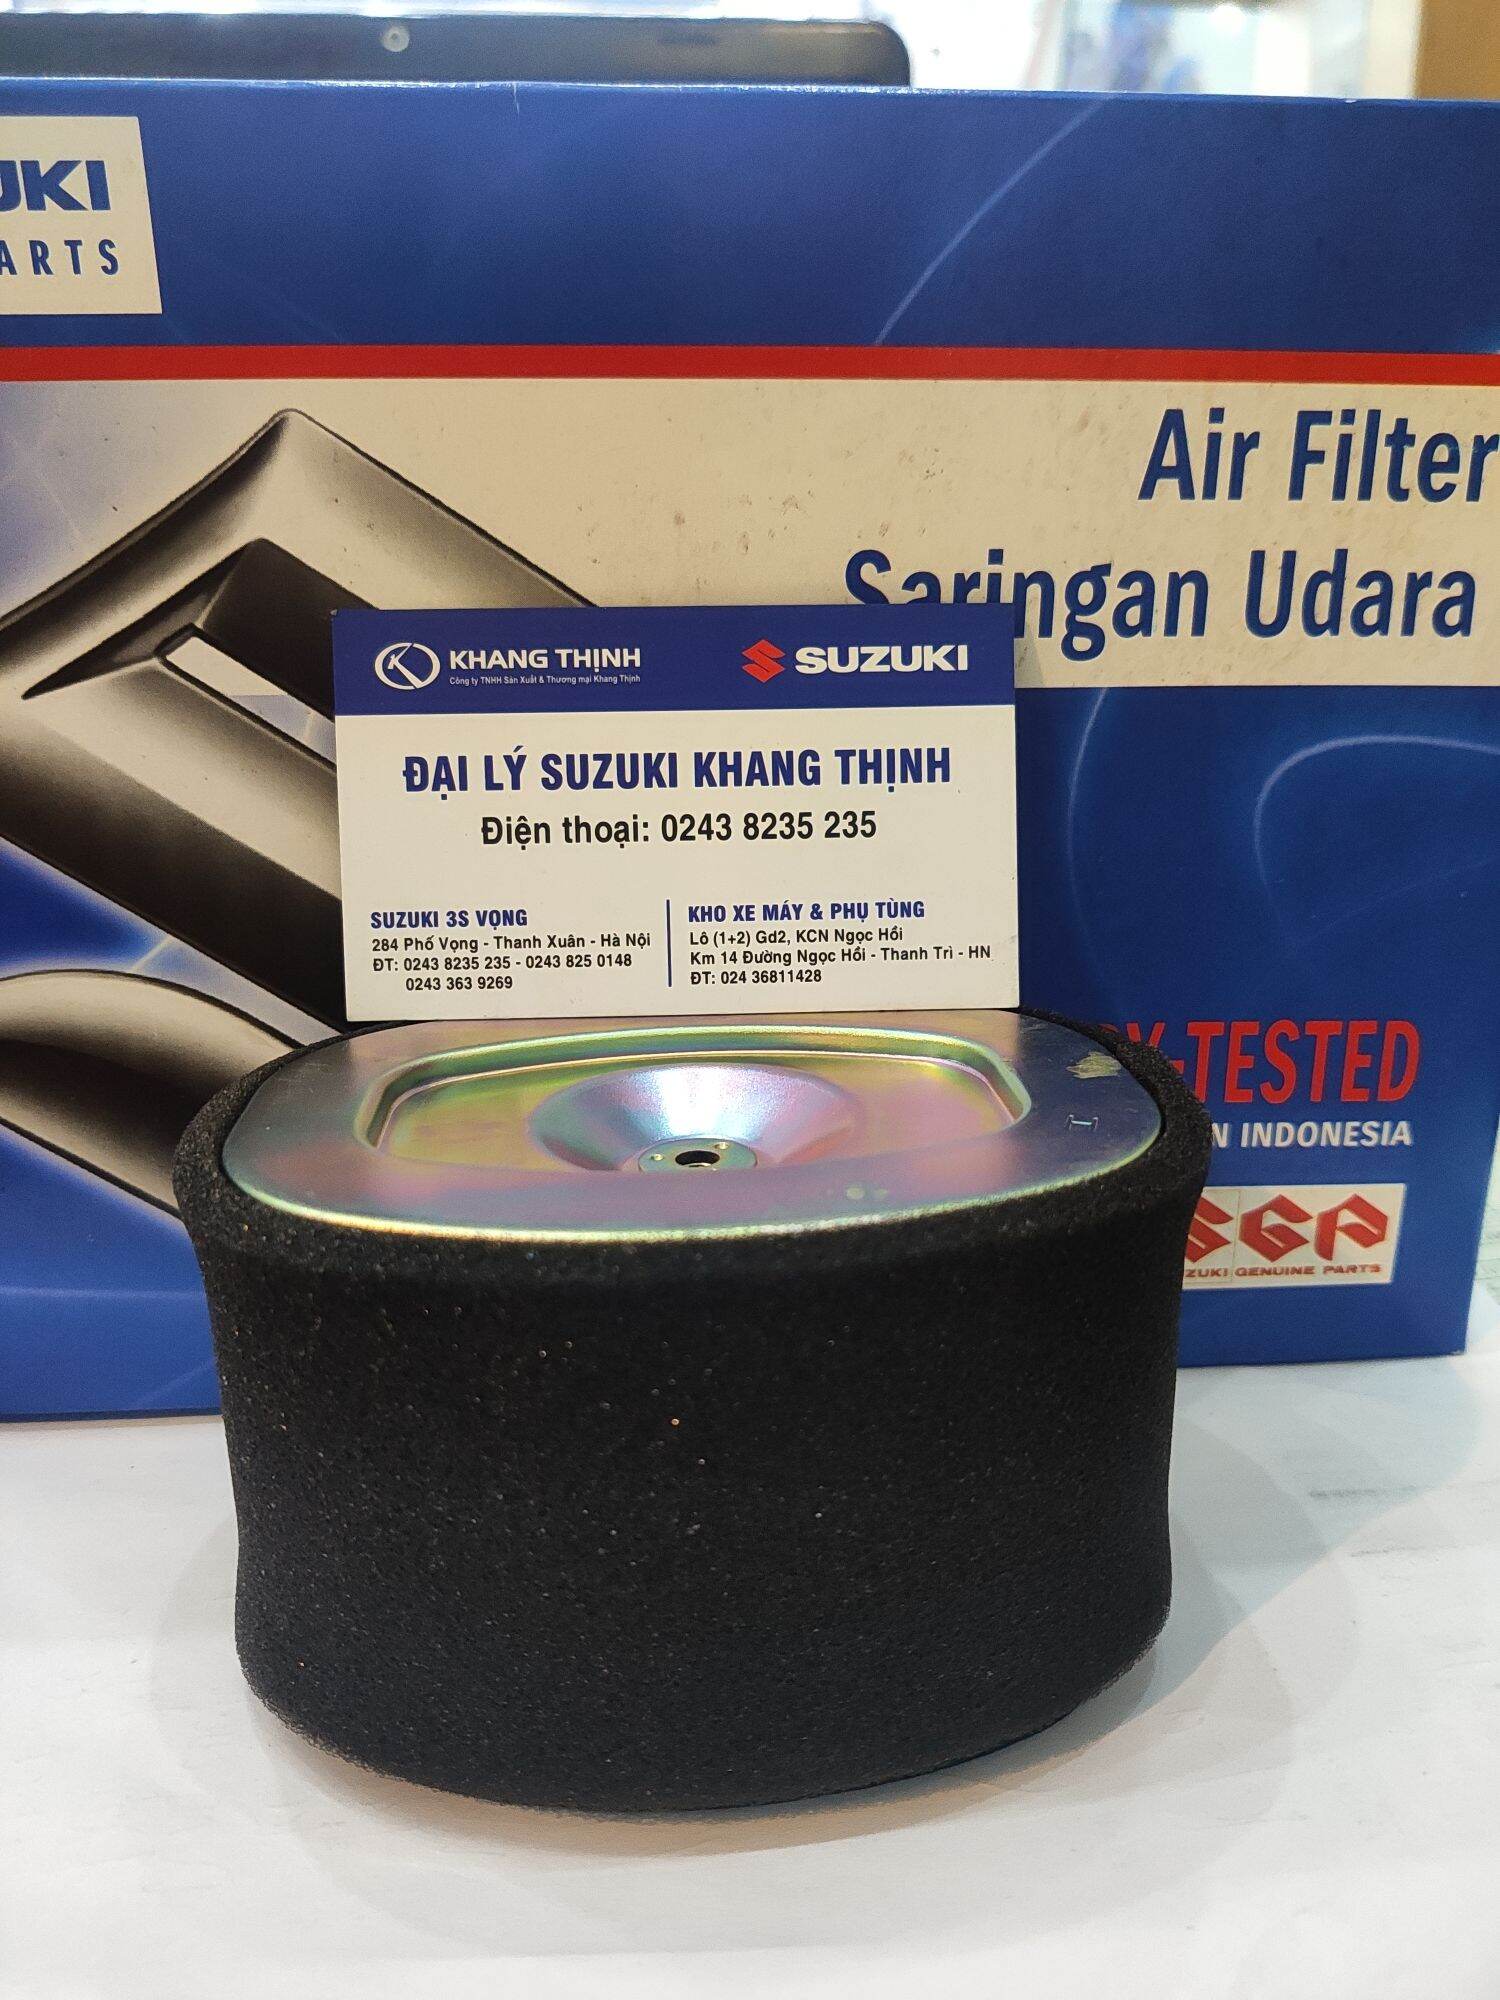 UKI
ARTS
Air Filter
Saringan Udara
KHANG THỊNH
Công ty TNHH Sản Xuất & Thương mại Khang Thịnh
SUZUKI
ĐẠI LÝ SUZUKI KHANG THỊNH
Điện thoại: 0243 8235 235
SUZUKI 3S VỌNG
284 Phố Vọng - Thanh Xuân - Hà Nội
ĐT: 0243 8235 235 - 0243 825 0148
0243 363 9269
KHO XE MÁY & PHỤ TÙNG
Lô (1+2) Gd2, KCN Ngọc Hồi
Km 14 Đường Ngọc Hồi - Thanh Trì - HN
ĐT: 024 36811428
Y-TESTED
N INDONESIA
SGP
ZUKI GENUINE PARTS